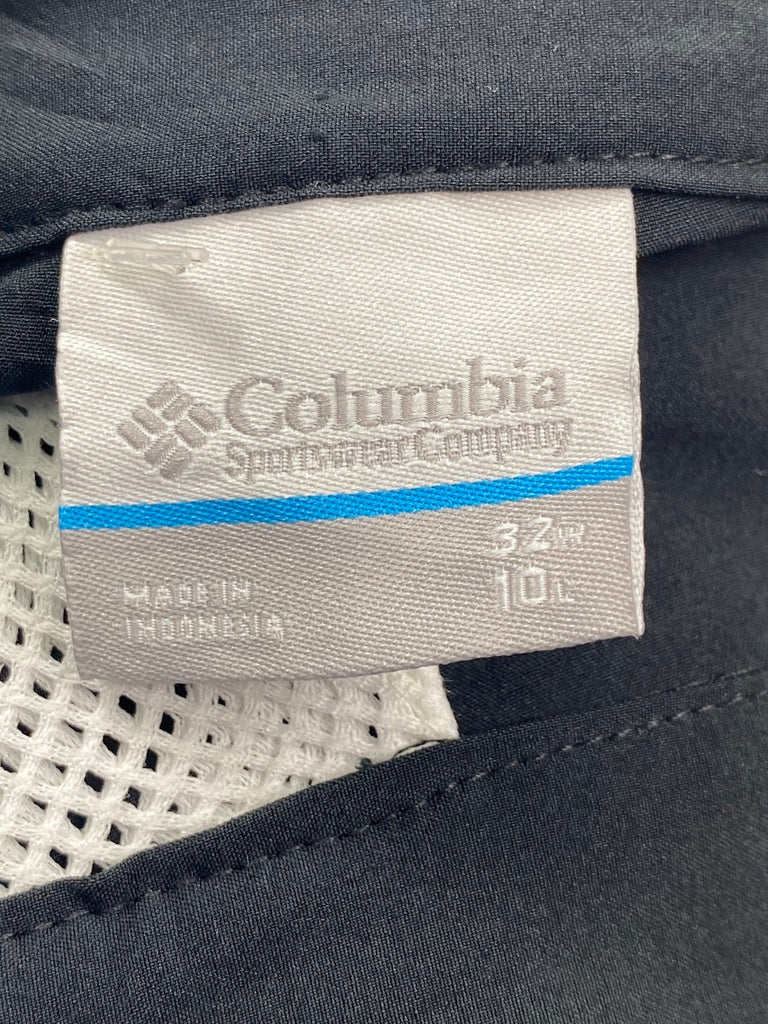 Columbia
Sportswear Company
32W
10L
MADE IN
INDONESIA